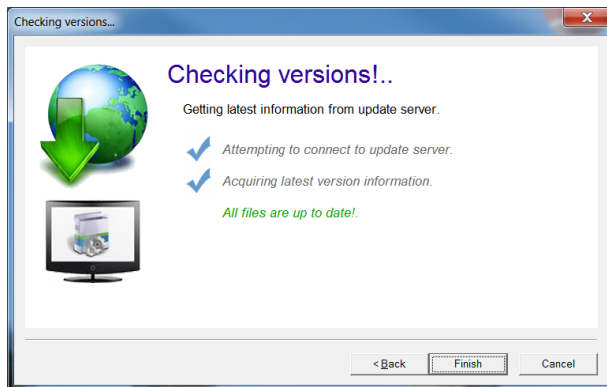 Checking versions...
Checking versions!..
Getting latest information from update server.
Attempting to connect to update server.
Acquiring latest version information.
All files are up to date!.
< Back
Finish
Cancel